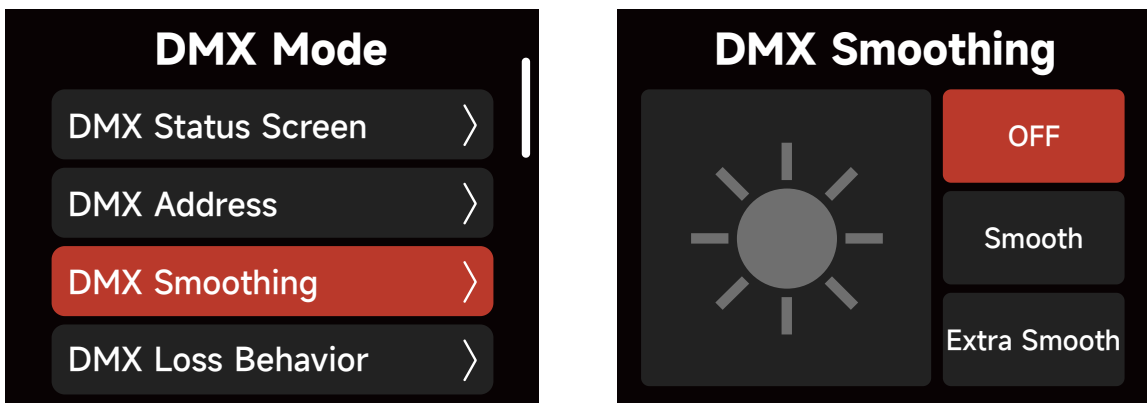 DMX Mode
DMX Status Screen
DMX Address
DMX Smoothing
DMX Loss Behavior
DMX Smoothing
OFF
Smooth
Extra Smooth